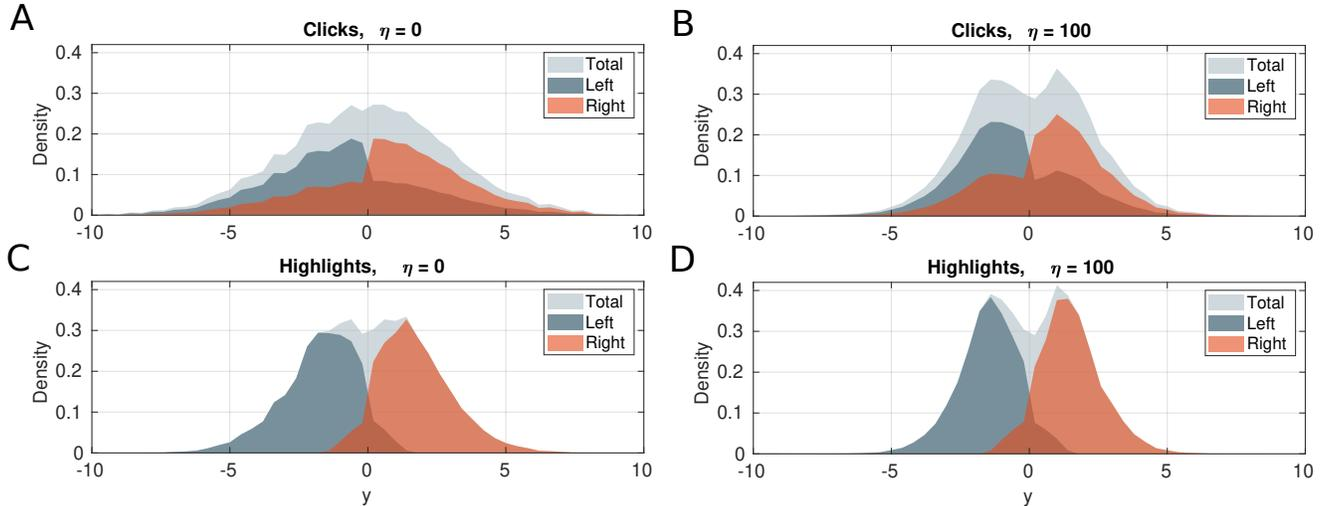 A
Clicks, η = 0
Density
0.4
0.3
0.2
0.1
0
-10
-5
0
5
10
Total
Left
Right
B
Clicks, η = 100
Density
0.4
0.3
0.2
0.1
0
-10
-5
0
5
10
Total
Left
Right
C
Highlights, η = 0
Density
0.4
0.3
0.2
0.1
0
-10
-5
0
5
10
y
Total
Left
Right
D
Highlights, η = 100
Density
0.4
0.3
0.2
0.1
0
-10
-5
0
5
10
y
Total
Left
Right